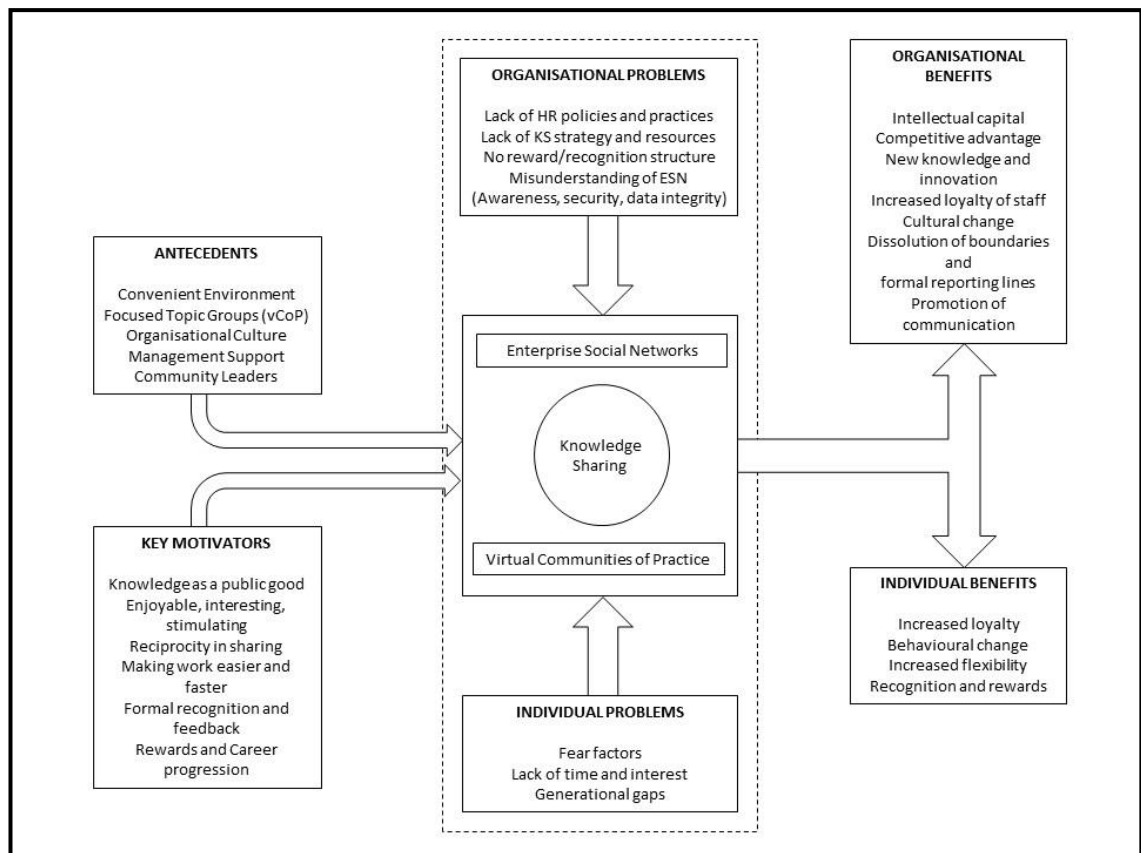 ORGANISATIONAL PROBLEMS
Lack of HR policies and practices
Lack of KS strategy and resources
No reward/recognition structure
Misunderstanding of ESN
(Awareness, security, data integrity)
ORGANISATIONAL
BENEFITS
Intellectual capital
Competitive advantage
New knowledge and
innovation
Increased loyalty of staff
Cultural change
Dissolution of boundaries
and
formal reporting lines
Promotion of
communication
ANTECEDENTS
Convenient Environment
Focused Topic Groups (vCoP)
Organisational Culture
Management Support
Community Leaders
Enterprise Social Networks
Knowledge
Sharing
Virtual Communities of Practice
KEY MOTIVATORS
Knowledge as a public good
Enjoyable, interesting,
stimulating
Reciprocity in sharing
Making work easier and
faster
Formal recognition and
feedback
Rewards and Career
progression
INDIVIDUAL PROBLEMS
Fear factors
Lack of time and interest
Generational gaps
INDIVIDUAL BENEFITS
Increased loyalty
Behavioural change
Increased flexibility
Recognition and rewards